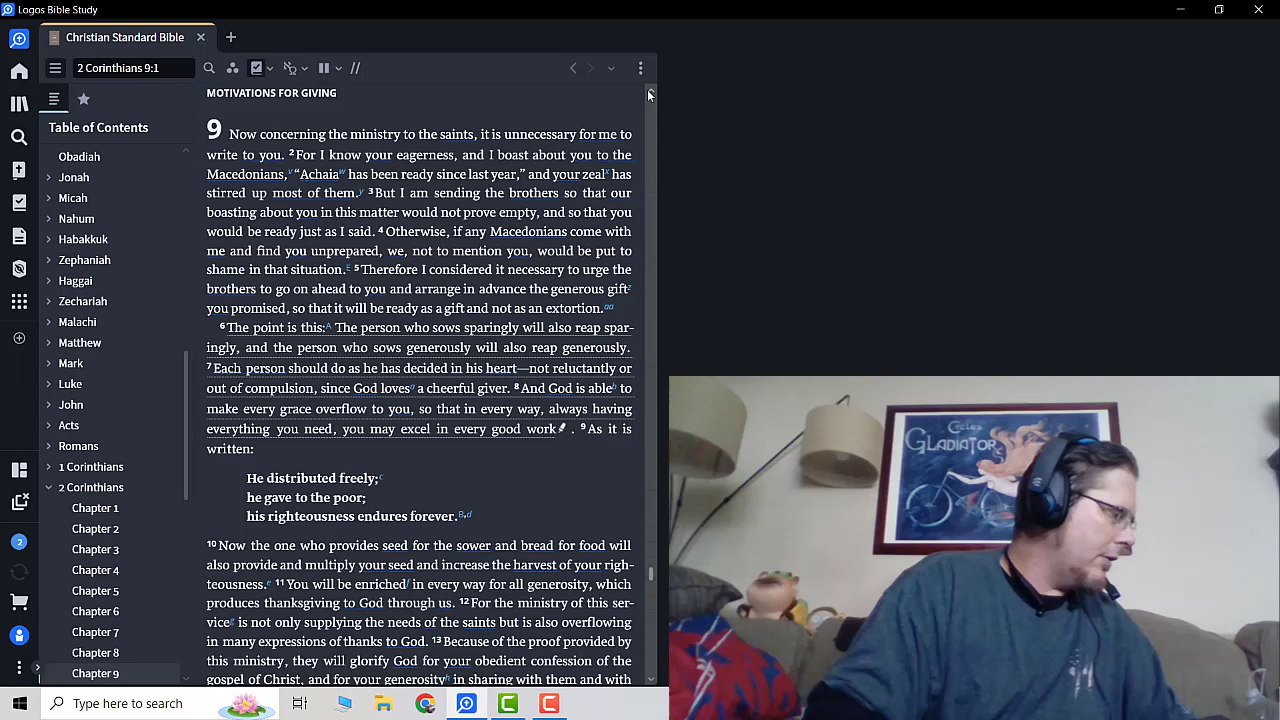 Logos Bible Study
Christian Standard Bible
2 Corinthians 9:1
Table of Contents
Obadiah
Jonah
Micah
Nahum
Habakkuk
Zephaniah
Haggai
Zechariah
Malachi
Matthew
Mark
Luke
John
Acts
Romans
1 Corinthians
2 Corinthians
Chapter 1
Chapter 2
Chapter 3
Chapter 4
Chapter 5
Chapter 6
Chapter 7
Chapter 8
Chapter 9
MOTIVATIONS FOR GIVING
9 Now concerning the ministry to the saints, it is unnecessary for me to
write to you. 2 For I know your eagerness, and I boast about you to the
Macedonians,v “Achaiaw has been ready since last year,” and your zealx has
stirred up most of them.y 3 But I am sending the brothers so that our
boasting about you in this matter would not prove empty, and so that you
would be ready just as I said. 4 Otherwise, if any Macedonians come with
me and find you unprepared, we, not to mention you, would be put to
shame in that situation.E 5 Therefore I considered it necessary to urge the
brothers to go on ahead to you and arrange in advance the generous giftz
you promised, so that it will be ready as a gift and not as an extortion.aa
6 The point is this:A The person who sows sparingly will also reap spar-
ingly, and the person who sows generously will also reap generously.
7 Each person should do as he has decided in his heart—not reluctantly or
out of compulsion, since God lovesa a cheerful giver. 8 And God is ableb to
make every grace overflow to you, so that in every way, always having
everything you need, you may excel in every good work . 9 As it is
written:
He distributed freely;c
he gave to the poor;
his righteousness endures forever.B,d
10 Now the one who provides seed for the sower and bread for food will
also provide and multiply your seed and increase the harvest of your righ-
teousness.e 11 You will be enrichedf in every way for all generosity, which
produces thanksgiving to God through us. 12 For the ministry of this ser-
viceg is not only supplying the needs of the saints but is also overflowing
in many expressions of thanks to God. 13 Because of the proof provided by
this ministry, they will glorify God for your obedient confession of the
gospel of Christ, and for your generosityh in sharing with them and with
2
Cycles
GLADIATOR
Type here to search